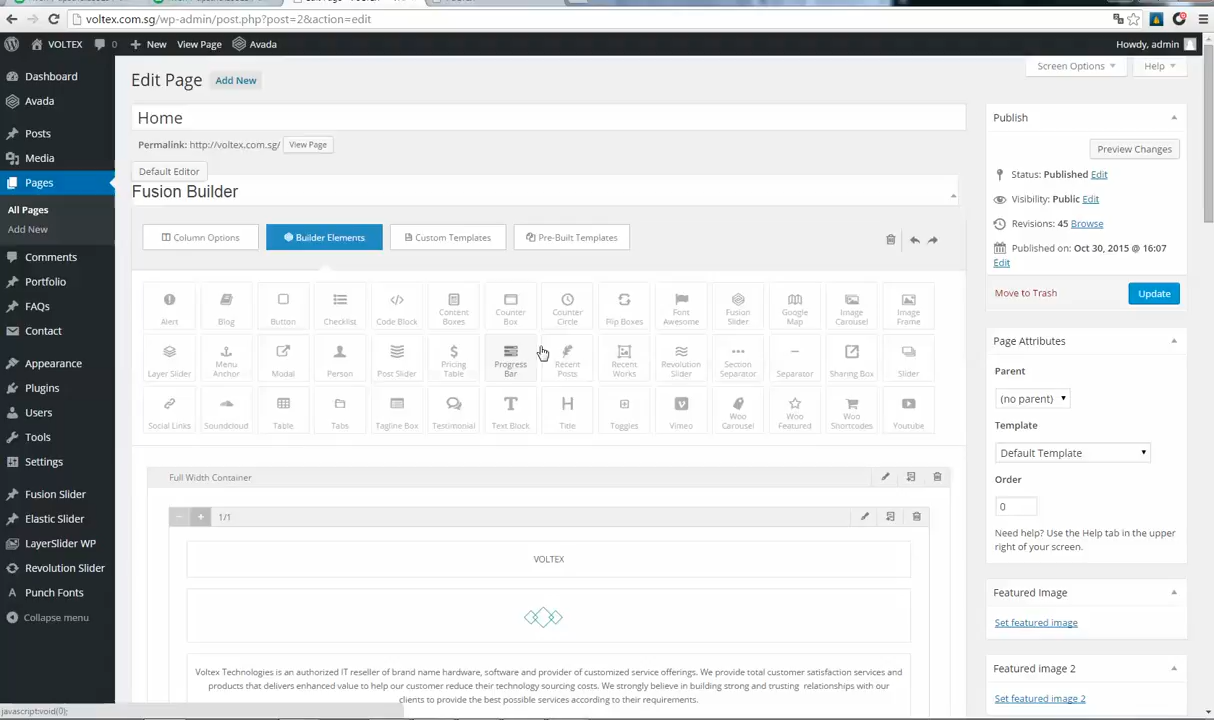 voltex.com.sg/wp-admin/post.php?post=2&action=edit
VOLTEX 0 New View Page Avada Howdy, admin
Screen Options Help
Edit Page Add New
Home
Permalink: http://voltex.com.sg/ View Page
Default Editor
Fusion Builder
Column Options Builder Elements Custom Templates Pre-Built Templates
Alert Blog Button Checklist Code Block Content Boxes Counter Box Counter Circle Flip Boxes Font Awesome Fusion Slider Google Map Image Carousel Image Frame
Layer Slider Menu Anchor Modal Person Post Slider Pricing Table Progress Bar Recent Posts Recent Works Revolution Slider Section Separator Separator Sharing Box Slider
Social Links Soundcloud Table Tabs Tagline Box Testimonial Text Block Title Toggles Vimeo Woo Carousel Woo Featured Woo Shortcodes Youtube
Full Width Container
- + 1/1
VOLTEX
Voltex Technologies is an authorized IT reseller of brand name hardware, software and provider of customized service offerings. We provide total customer satisfaction services and
products that delivers enhanced value to help our customer reduce their technology sourcing costs. We strongly believe in building strong and trusting relationships with our
clients to provide the best possible services according to their requirements.
Dashboard
Avada
Posts
Media
Pages
All Pages
Add New
Comments
Portfolio
FAQs
Contact
Appearance
Plugins
Users
Tools
Settings
Fusion Slider
Elastic Slider
LayerSlider WP
Revolution Slider
Punch Fonts
Collapse menu
Publish
Preview Changes
Status: Published Edit
Visibility: Public Edit
Revisions: 45 Browse
Published on: Oct 30, 2015 @ 16:07
Edit
Move to Trash Update
Page Attributes
Parent
(no parent)
Template
Default Template
Order
0
Need help? Use the Help tab in the upper
right of your screen.
Featured Image
Set featured image
Featured image 2
Set featured image 2
javascript:void(0);